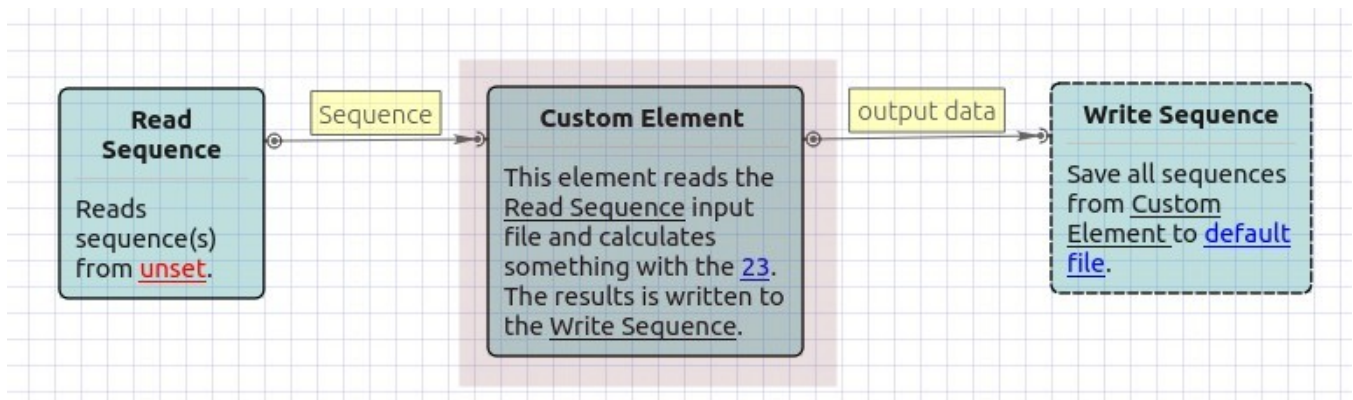 Read
Sequence
Reads
sequence(s)
from unset.
Sequence
Custom Element
This element reads the
Read Sequence input
file and calculates
something with the 23.
The results is written to
the Write Sequence.
output data
Write Sequence
Save all sequences
from Custom
Element to default
file.